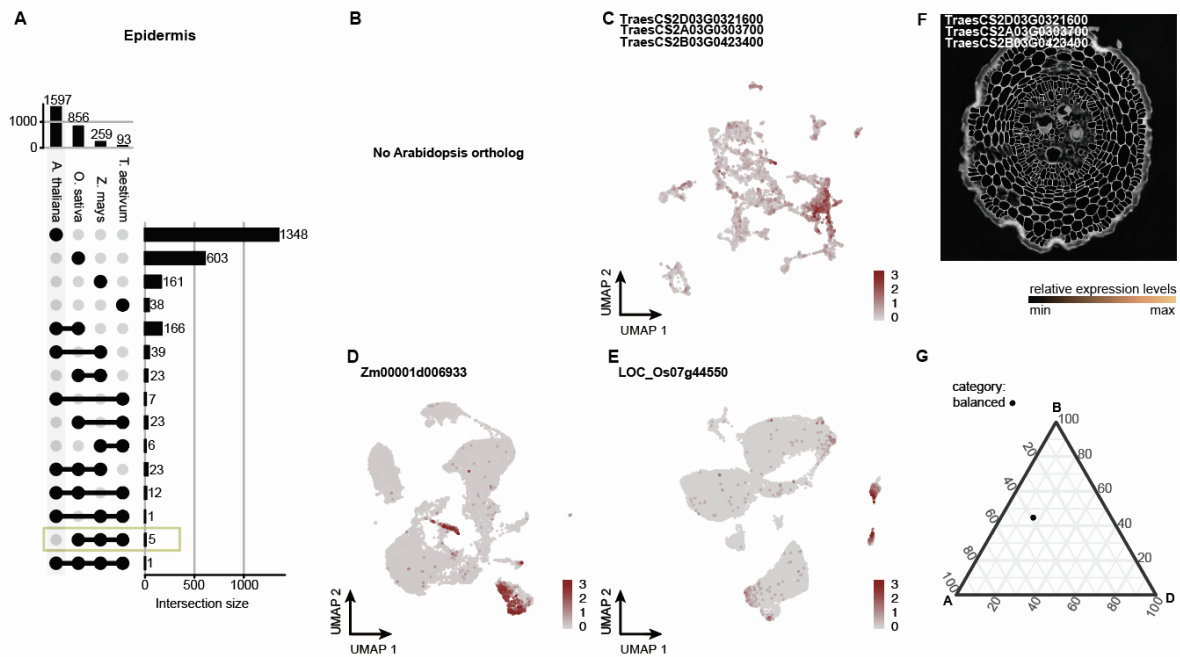 A
Epidermis
1597
856
259
93
1000
0
A. thaliana
O. sativa
Z. mays
T. aestivum
1348
603
161
38
166
39
23
7
23
6
23
12
1
5
1
0
500
1000
Intersection size
B
No Arabidopsis ortholog
C
TraesCS2D03G0321600
TraesCS2A03G0303700
TraesCS2B03G0423400
UMAP 2
UMAP 1
3
2
1
0
D
Zm00001d006933
UMAP 2
UMAP 1
3
2
1
0
E
LOC_Os07g44550
UMAP 2
UMAP 1
3
2
1
0
F
TraesCS2D03G0321600
TraesCS2A03G0303700
TraesCS2B03G0423400
relative expression levels
min max
G
category:
balanced
B
100
20
80
40
60
60
40
80
20
100
A
D
20
40
60
80
100